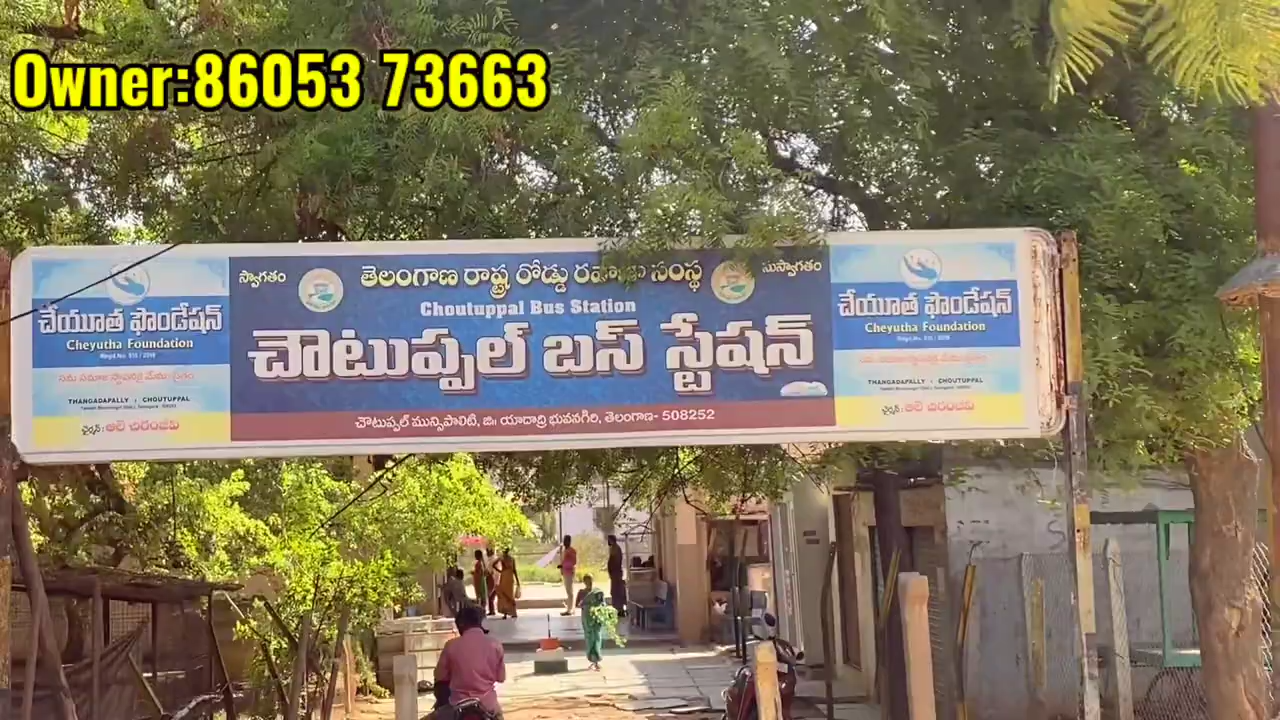 Owner:86053 73663
స్వాగతం
తెలంగాణ రాష్ట్ర రోడ్డు రవాణా సంస్థ
సుస్వాగతం
Choutuppal Bus Station
చౌటుప్పల్ బస్ స్టేషన్
చౌటుప్పల్ మున్సిపాలిటీ, జిll యాదాద్రి భువనగిరి, తెలంగాణ- 508252
చేయూత ఫౌండేషన్
Cheyutha Foundation
THANGADAPALLY : CHOUTUPPAL
చేయూత ఫౌండేషన్
Cheyutha Foundation
THANGADAPALLY : CHOUTUPPAL